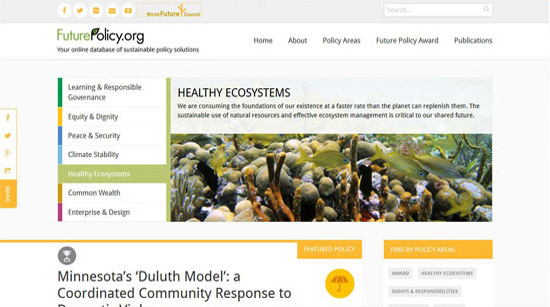 World Future Council
Search...
FuturePolicy.org
Your online database of sustainable policy solutions
Home
About
Policy Areas
Future Policy Award
Publications
Learning & Responsible
Governance
Equity & Dignity
Peace & Security
Climate Stability
Healthy Ecosystems
Common Wealth
Enterprise & Design
HEALTHY ECOSYSTEMS
We are consuming the foundations of our existence at a faster rate than the planet can replenish them. The
sustainable use of natural resources and effective ecosystem management is critical to our shared future.
SHARE
FEATURED POLICY
Minnesota's ‘Duluth Model’: a
Coordinated Community Response to
FIND BY POLICY AREAS
AWARD
HEALTHY ECOSYSTEMS
RIGHTS & RESPONSIBILITIES